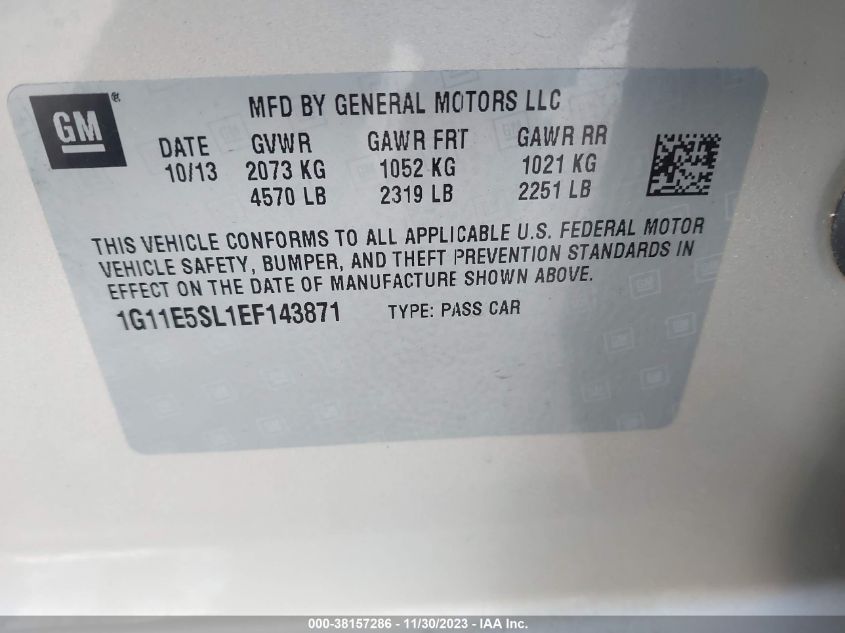 GM®
MFD BY GENERAL MOTORS LLC
DATE GVWR GAWR FRT GAWR RR
10/13 2073 KG 1052 KG 1021 KG
4570 LB 2319 LB 2251 LB
THIS VEHICLE CONFORMS TO ALL APPLICABLE U.S. FEDERAL MOTOR
VEHICLE SAFETY, BUMPER, AND THEFT PREVENTION STANDARDS IN
EFFECT ON THE DATE OF MANUFACTURE SHOWN ABOVE.
1G11E5SL1EF143871 TYPE: PASS CAR
000-38157286 - 11/30/2023 - IAA Inc.